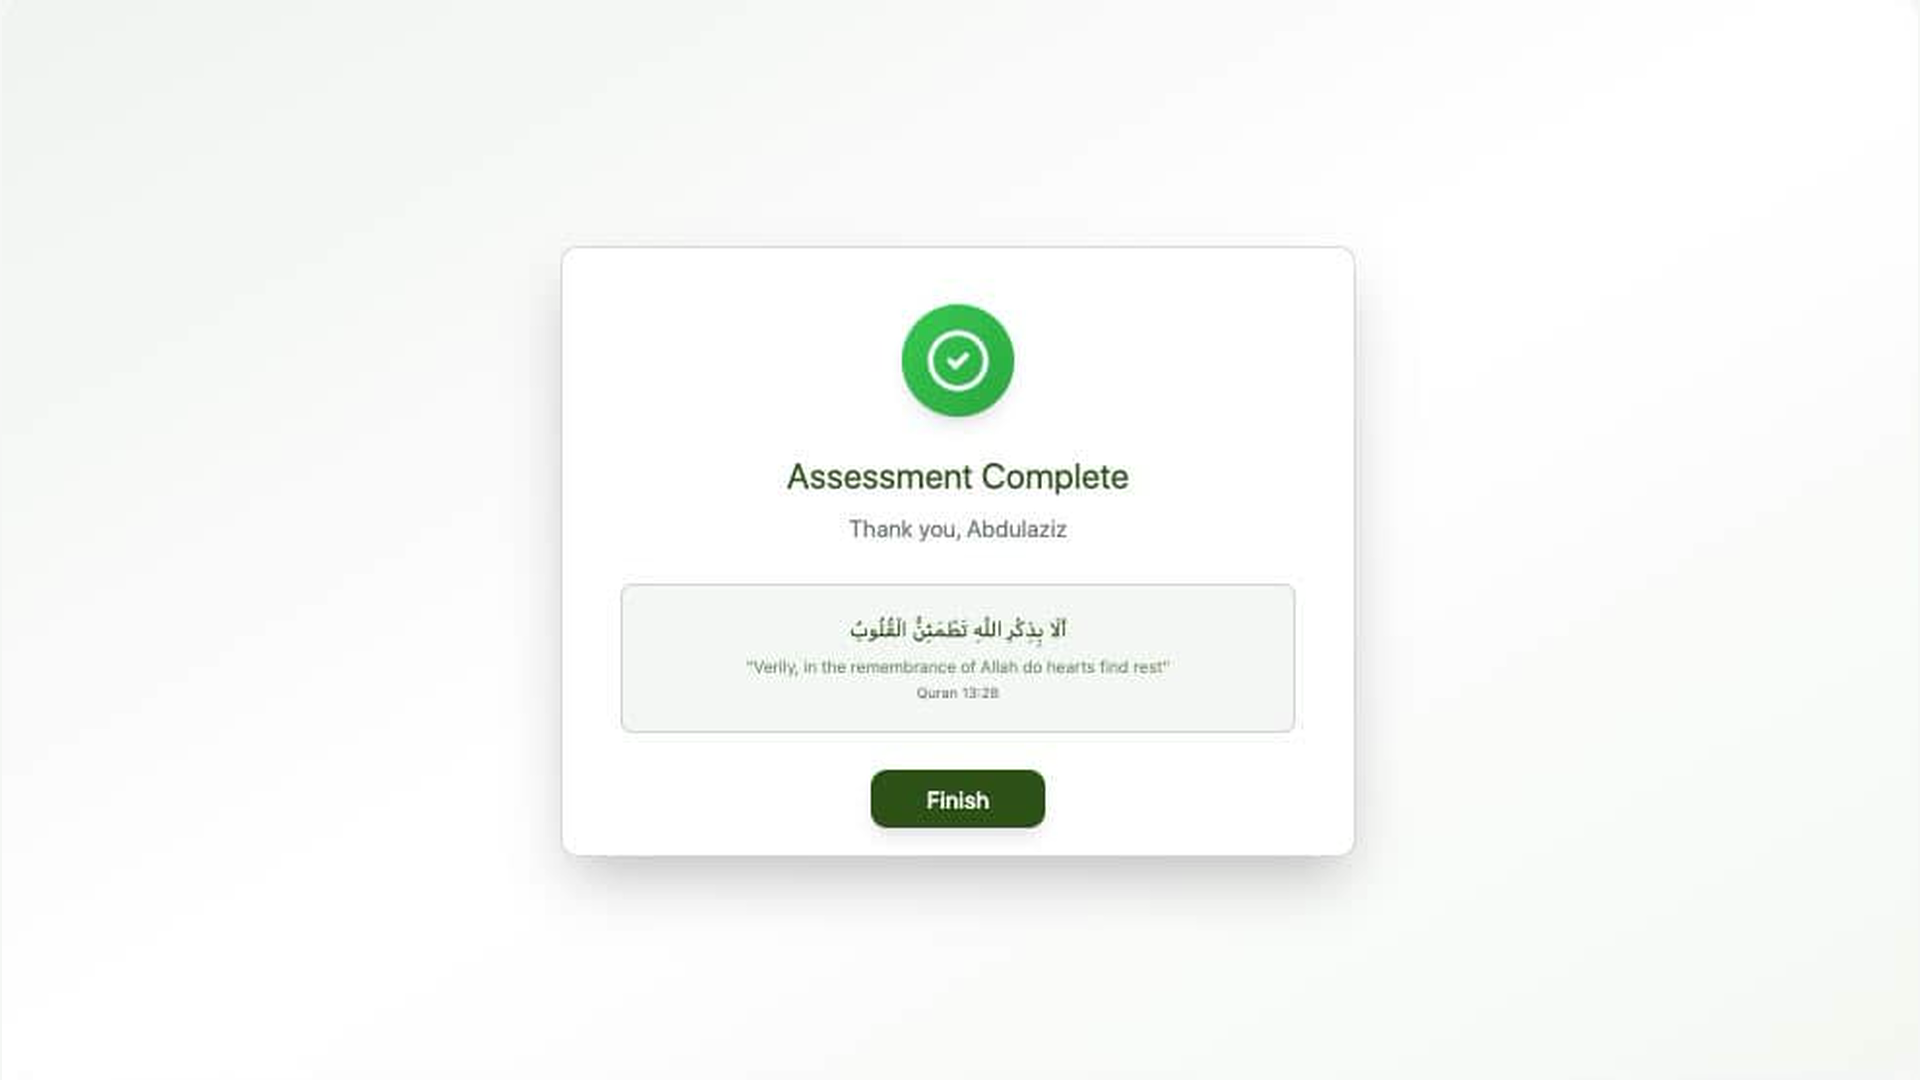 Assessment Complete
Thank you, Abdulaziz
أَلَا بِذِكْرِ اللَّهِ تَطْمَئِنُّ الْقُلُوبُ
"Verily, in the remembrance of Allah do hearts find rest"
Quran 13:28
Finish